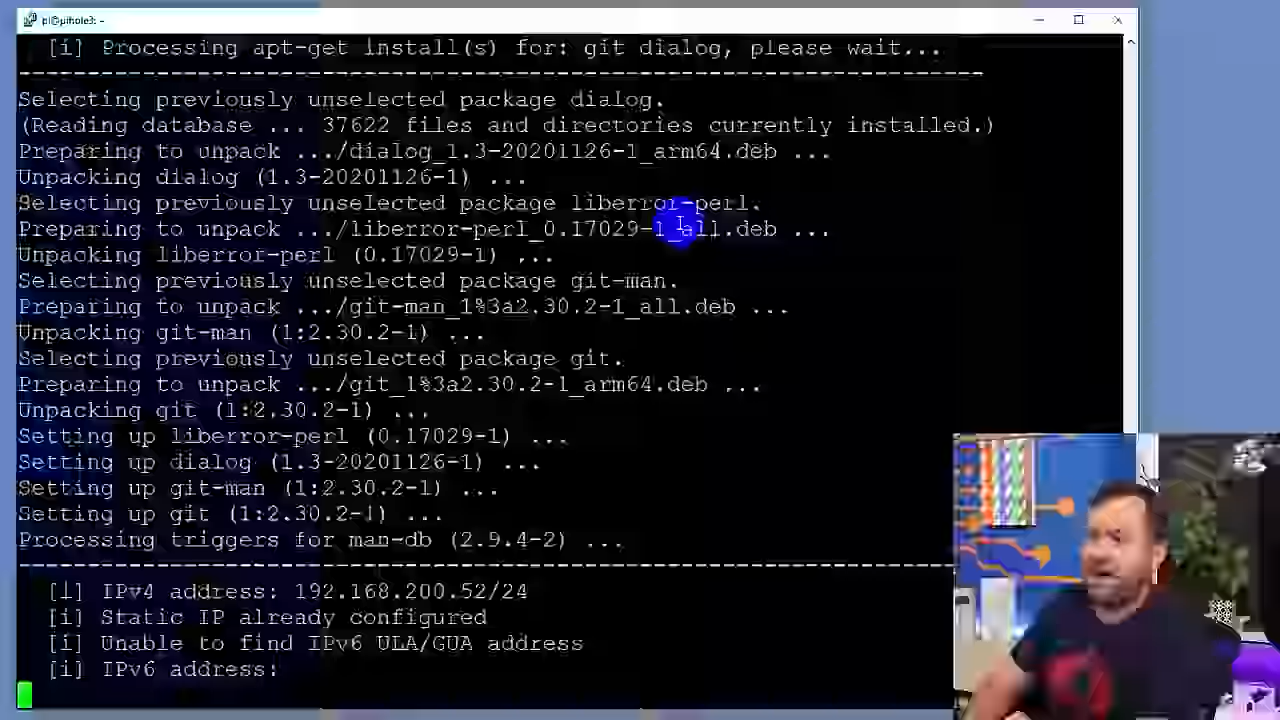 pi@pihole3: ~
[i] Processing apt-get install(s) for: git dialog, please wait...
--------------------------------------------------------------------
Selecting previously unselected package dialog.
(Reading database ... 37622 files and directories currently installed.)
Preparing to unpack .../dialog_1.3-20201126-1_arm64.deb ...
Unpacking dialog (1.3-20201126-1) ...
Selecting previously unselected package liberror-perl.
Preparing to unpack .../liberror-perl_0.17029-1_all.deb ...
Unpacking liberror-perl (0.17029-1) ...
Selecting previously unselected package git-man.
Preparing to unpack .../git-man_1%3a2.30.2-1_all.deb ...
Unpacking git-man (1:2.30.2-1) ...
Selecting previously unselected package git.
Preparing to unpack .../git_1%3a2.30.2-1_arm64.deb ...
Unpacking git (1:2.30.2-1) ...
Setting up liberror-perl (0.17029-1) ...
Setting up dialog (1.3-20201126-1) ...
Setting up git-man (1:2.30.2-1) ...
Setting up git (1:2.30.2-1) ...
Processing triggers for man-db (2.9.4-2) ...
--------------------------------------------------------------------
[i] IPv4 address: 192.168.200.52/24
[i] Static IP already configured
[i] Unable to find IPv6 ULA/GUA address
[i] IPv6 address: